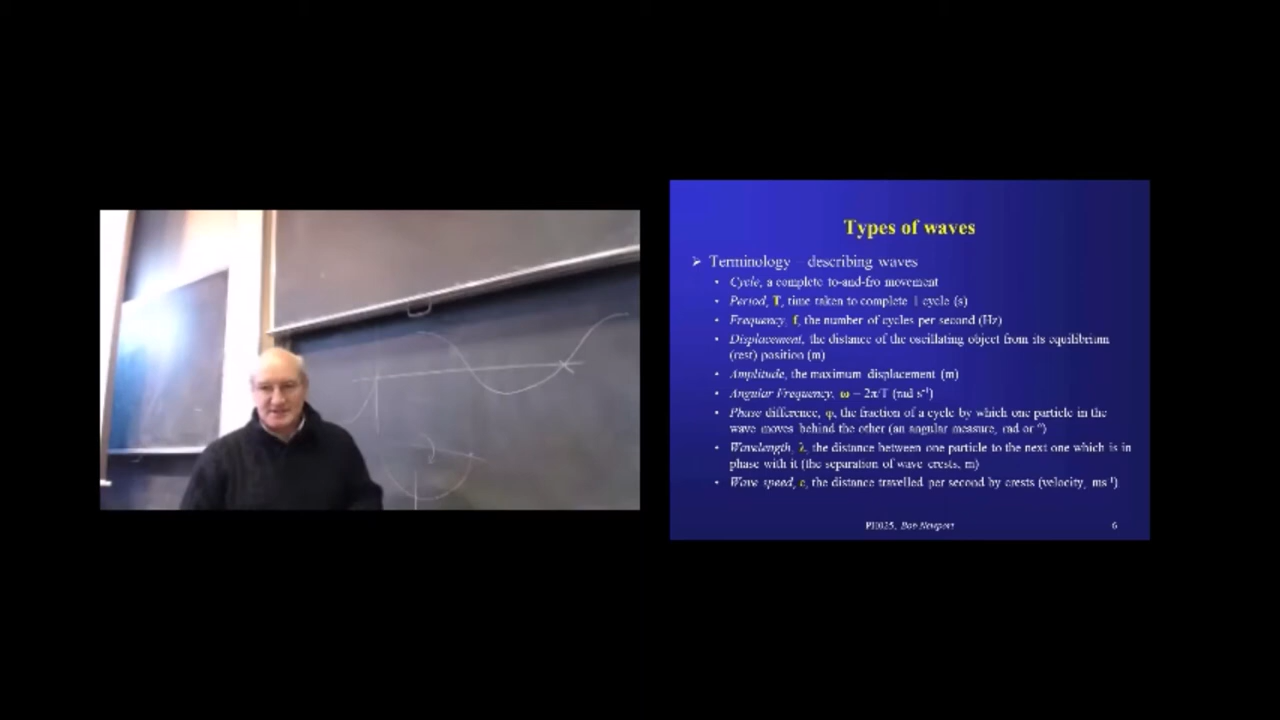 Types of waves
Terminology – describing waves
Cycle, a complete to-and-fro movement
Period, T, time taken to complete 1 cycle (s)
Frequency, f, the number of cycles per second (Hz)
Displacement, the distance of the oscillating object from its equilibrium
(rest) position (m)
Amplitude, the maximum displacement (m)
Angular Frequency, ω = 2π/T (rad s⁻¹)
Phase difference, φ, the fraction of a cycle by which one particle in the
wave moves behind the other (an angular measure, rad or °)
Wavelength, λ, the distance between one particle to the next one which is in
phase with it (the separation of wave crests, m)
Wave speed, c, the distance travelled per second by crests (velocity, ms⁻¹)
PH025, Bob Newport
6